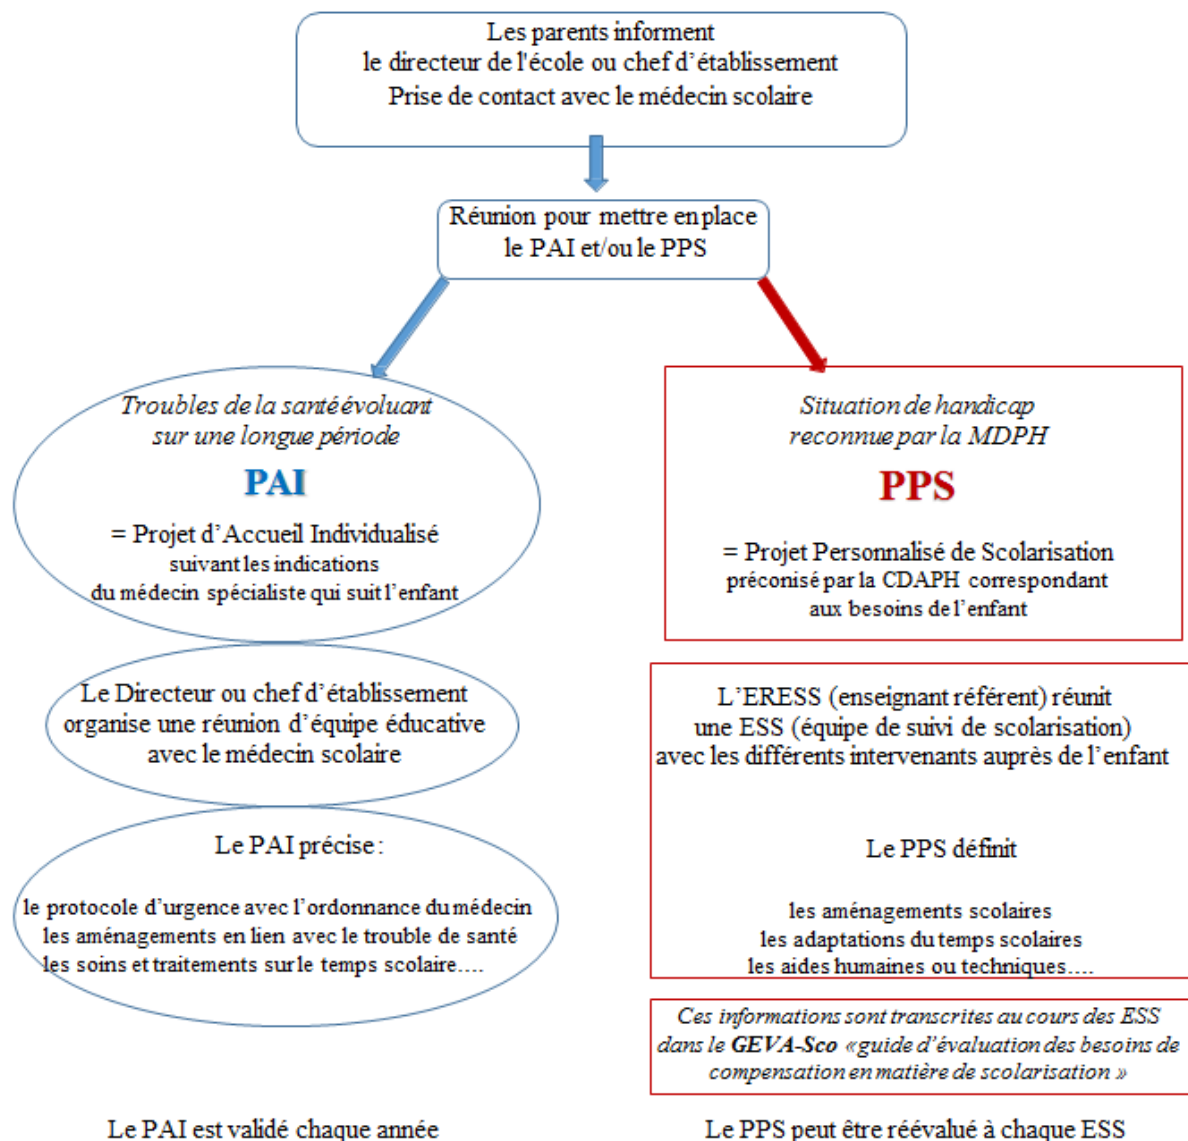 Les parents informent
le directeur de l'école ou chef d'établissement
Prise de contact avec le médecin scolaire
Réunion pour mettre en place
le PAI et/ou le PPS
Troubles de la santé évoluant
sur une longue période
PAI
= Projet d'Accueil Individualisé
suivant les indications
du médecin spécialiste qui suit l'enfant
Le Directeur ou chef d'établissement
organise une réunion d'équipe éducative
avec le médecin scolaire
Le PAI précise :
le protocole d'urgence avec l'ordonnance du médecin
les aménagements en lien avec le trouble de santé
les soins et traitements sur le temps scolaire….
Le PAI est validé chaque année
Situation de handicap
reconnue par la MDPH
PPS
= Projet Personnalisé de Scolarisation
préconisé par la CDAPH correspondant
aux besoins de l'enfant
L'ERESS (enseignant référent) réunit
une ESS (équipe de suivi de scolarisation)
avec les différents intervenants auprès de l'enfant
Le PPS définit
les aménagements scolaires
les adaptations du temps scolaires
les aides humaines ou techniques….
Ces informations sont transcrites au cours des ESS
dans le GEVA-Sco « guide d'évaluation des besoins de
compensation en matière de scolarisation »
Le PPS peut être réévalué à chaque ESS